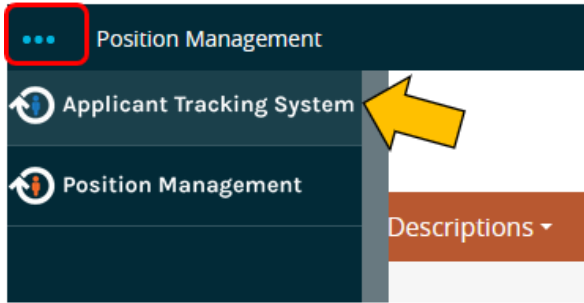 Position Management
Applicant Tracking System
Position Management
Descriptions